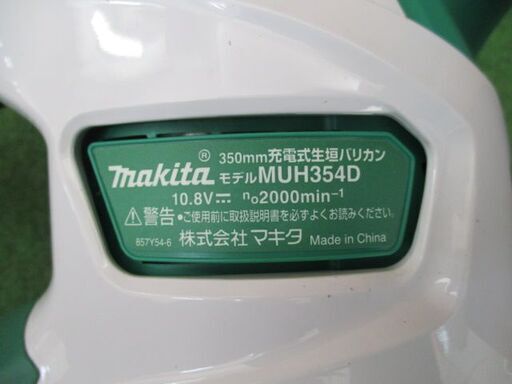 350mm充電式生垣バリカン
makita® モデルMUH354D
10.8V⎓ n₀2000min⁻¹
⚠警告•ご使用前に取扱説明書を必ずよくお読みください。
857Y54-6 株式会社マキタ Made in China